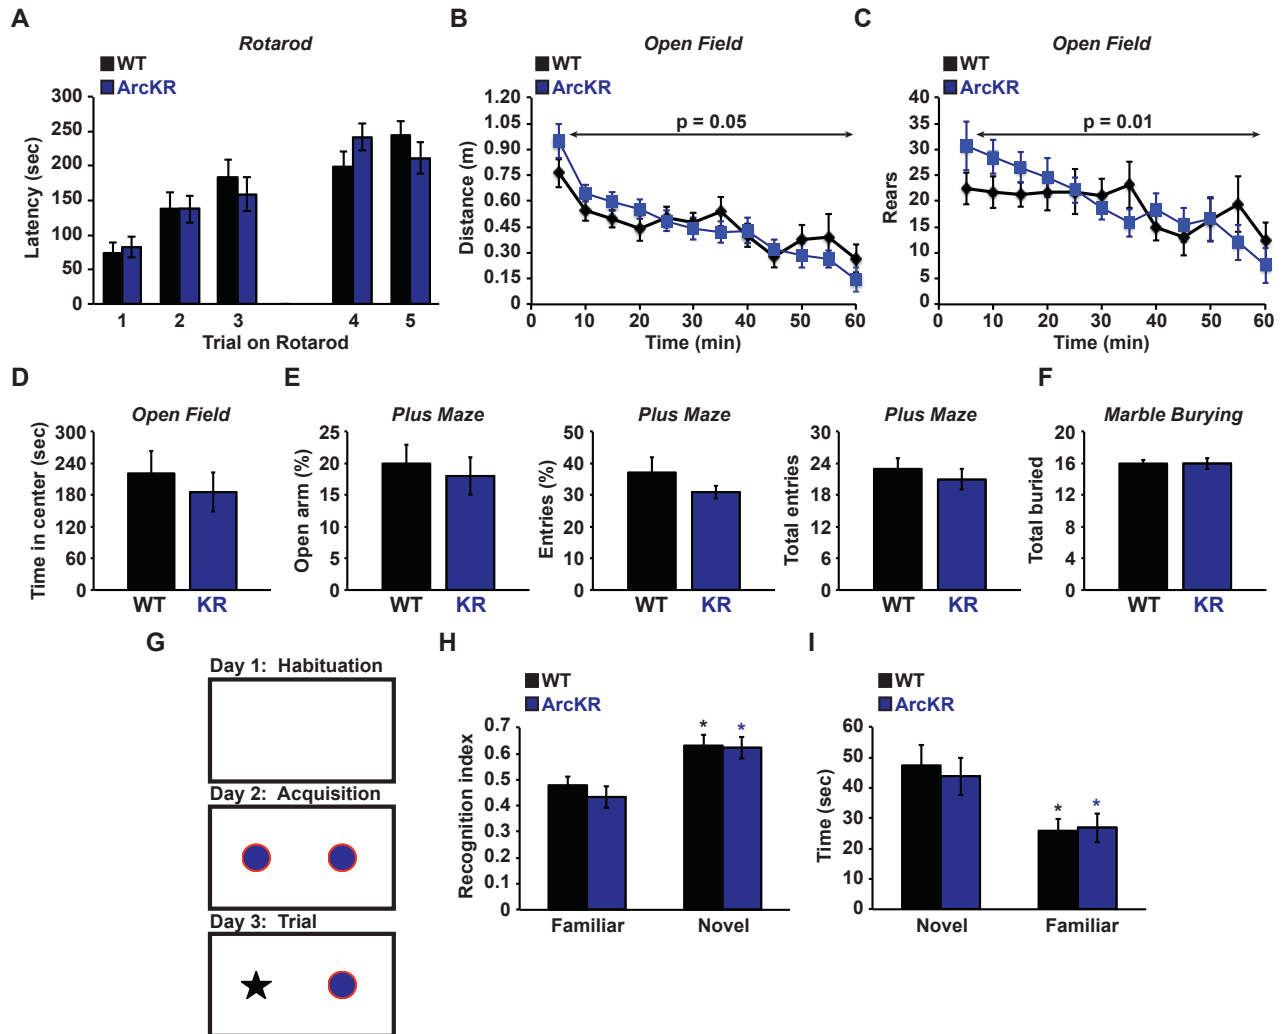 A
Rotarod
WT
ArcKR
300
250
200
150
100
50
0
Latency (sec)
1 2 3 4 5
Trial on Rotarod
B
Open Field
WT
ArcKR
1.20
1.05
0.90
0.75
0.60
0.45
0.30
0.15
0
Distance (m)
p = 0.05
0 10 20 30 40 50 60
Time (min)
C
Open Field
WT
ArcKR
40
35
30
25
20
15
10
5
0
Rears
p = 0.01
0 10 20 30 40 50 60
Time (min)
D
Open Field
300
240
180
120
60
0
Time in center (sec)
WT KR
E
Plus Maze
25
20
15
10
5
0
Open arm (%)
WT KR
Plus Maze
50
40
30
20
10
0
Entries (%)
WT KR
Plus Maze
30
24
18
12
6
0
Total entries
WT KR
F
Marble Burying
20
16
12
8
4
0
Total buried
WT KR
G
Day 1: Habituation
Day 2: Acquisition
Day 3: Trial
H
WT
ArcKR
0.7
0.6
0.5
0.4
0.3
0.2
0.1
0
Recognition index
* *
Familiar Novel
I
WT
ArcKR
60
50
40
30
20
10
0
Time (sec)
* *
Novel Familiar